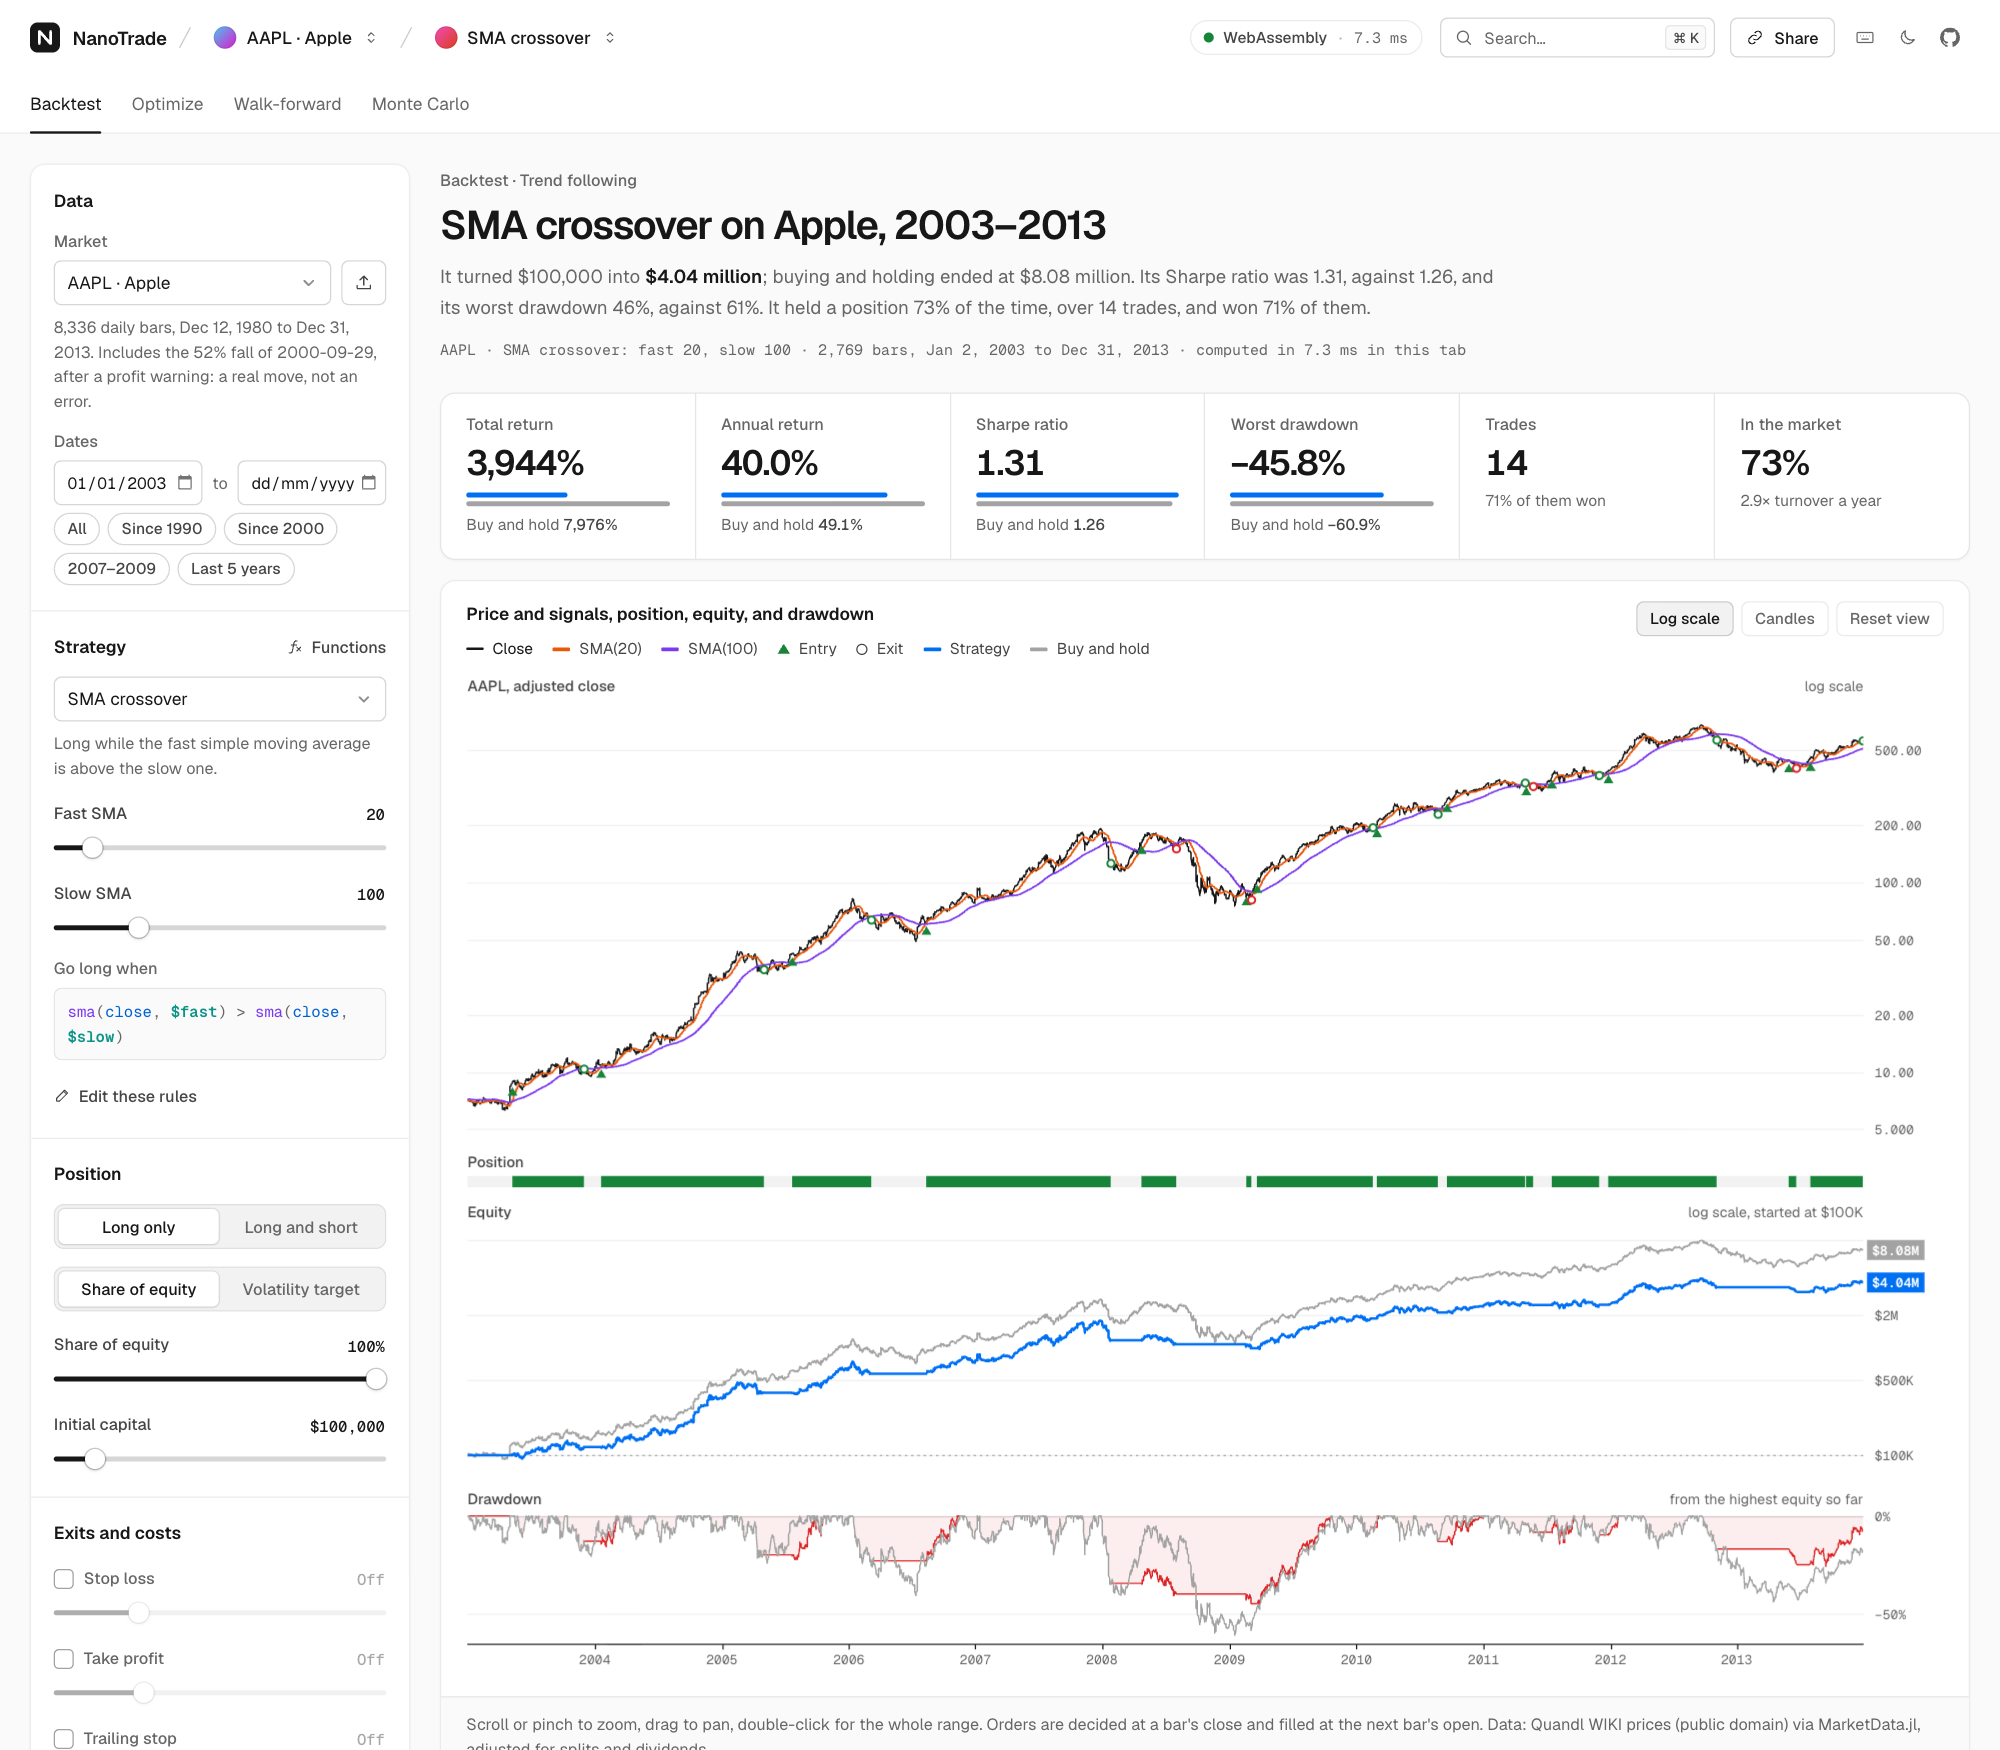 NanoTrade / AAPL · Apple / SMA crossover
WebAssembly · 7.3 ms
Search...
⌘ K
Share
Backtest
Optimize
Walk-forward
Monte Carlo
Data
Market
AAPL · Apple
8,336 daily bars, Dec 12, 1980 to Dec 31,
2013. Includes the 52% fall of 2000-09-29,
after a profit warning: a real move, not an
error.
Dates
01/01/2003 to dd/mm/yyyy
All
Since 1990
Since 2000
2007–2009
Last 5 years
Strategy
Functions
SMA crossover
Long while the fast simple moving average
is above the slow one.
Fast SMA 20
Slow SMA 100
Go long when
sma(close, $fast) > sma(close,
$slow)
Edit these rules
Position
Long only
Long and short
Share of equity
Volatility target
Share of equity 100%
Initial capital $100,000
Exits and costs
Stop loss Off
Take profit Off
Trailing stop Off
Backtest · Trend following
SMA crossover on Apple, 2003–2013
It turned $100,000 into $4.04 million; buying and holding ended at $8.08 million. Its Sharpe ratio was 1.31, against 1.26, and
its worst drawdown 46%, against 61%. It held a position 73% of the time, over 14 trades, and won 71% of them.
AAPL · SMA crossover: fast 20, slow 100 · 2,769 bars, Jan 2, 2003 to Dec 31, 2013 · computed in 7.3 ms in this tab
Total return
3,944%
Buy and hold 7,976%
Annual return
40.0%
Buy and hold 49.1%
Sharpe ratio
1.31
Buy and hold 1.26
Worst drawdown
−45.8%
Buy and hold −60.9%
Trades
14
71% of them won
In the market
73%
2.9× turnover a year
Price and signals, position, equity, and drawdown
Log scale
Candles
Reset view
Close
SMA(20)
SMA(100)
Entry
Exit
Strategy
Buy and hold
AAPL, adjusted close
log scale
500.00
200.00
100.00
50.00
20.00
10.00
5.000
Position
Equity
log scale, started at $100K
$8.08M
$4.04M
$2M
$500K
$100K
Drawdown
from the highest equity so far
0%
−50%
2004 2005 2006 2007 2008 2009 2010 2011 2012 2013
Scroll or pinch to zoom, drag to pan, double-click for the whole range. Orders are decided at a bar's close and filled at the next bar's open. Data: Quandl WIKI prices (public domain) via MarketData.jl,
adjusted for splits and dividends.